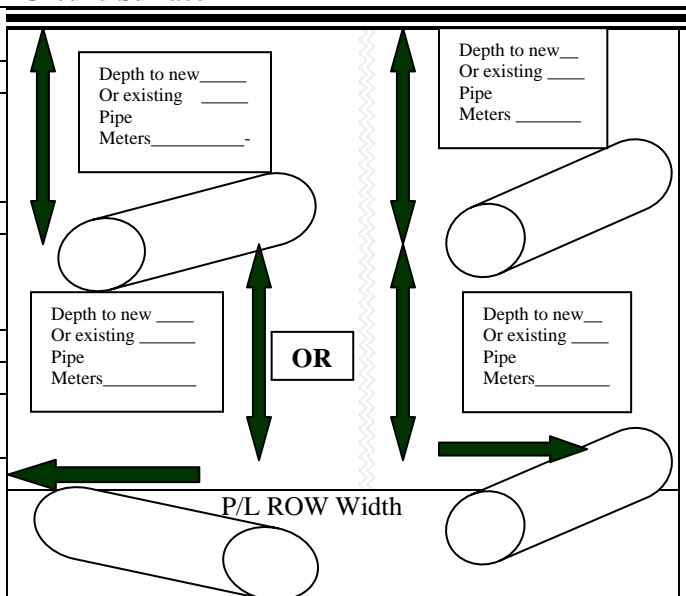 Depth to new_____
Or existing _____
Pipe
Meters__________-
Depth to new__
Or existing ____
Pipe
Meters _______
Depth to new ____
Or existing ______
Pipe
Meters__________
OR
Depth to new__
Or existing ____
Pipe
Meters________
P/L ROW Width